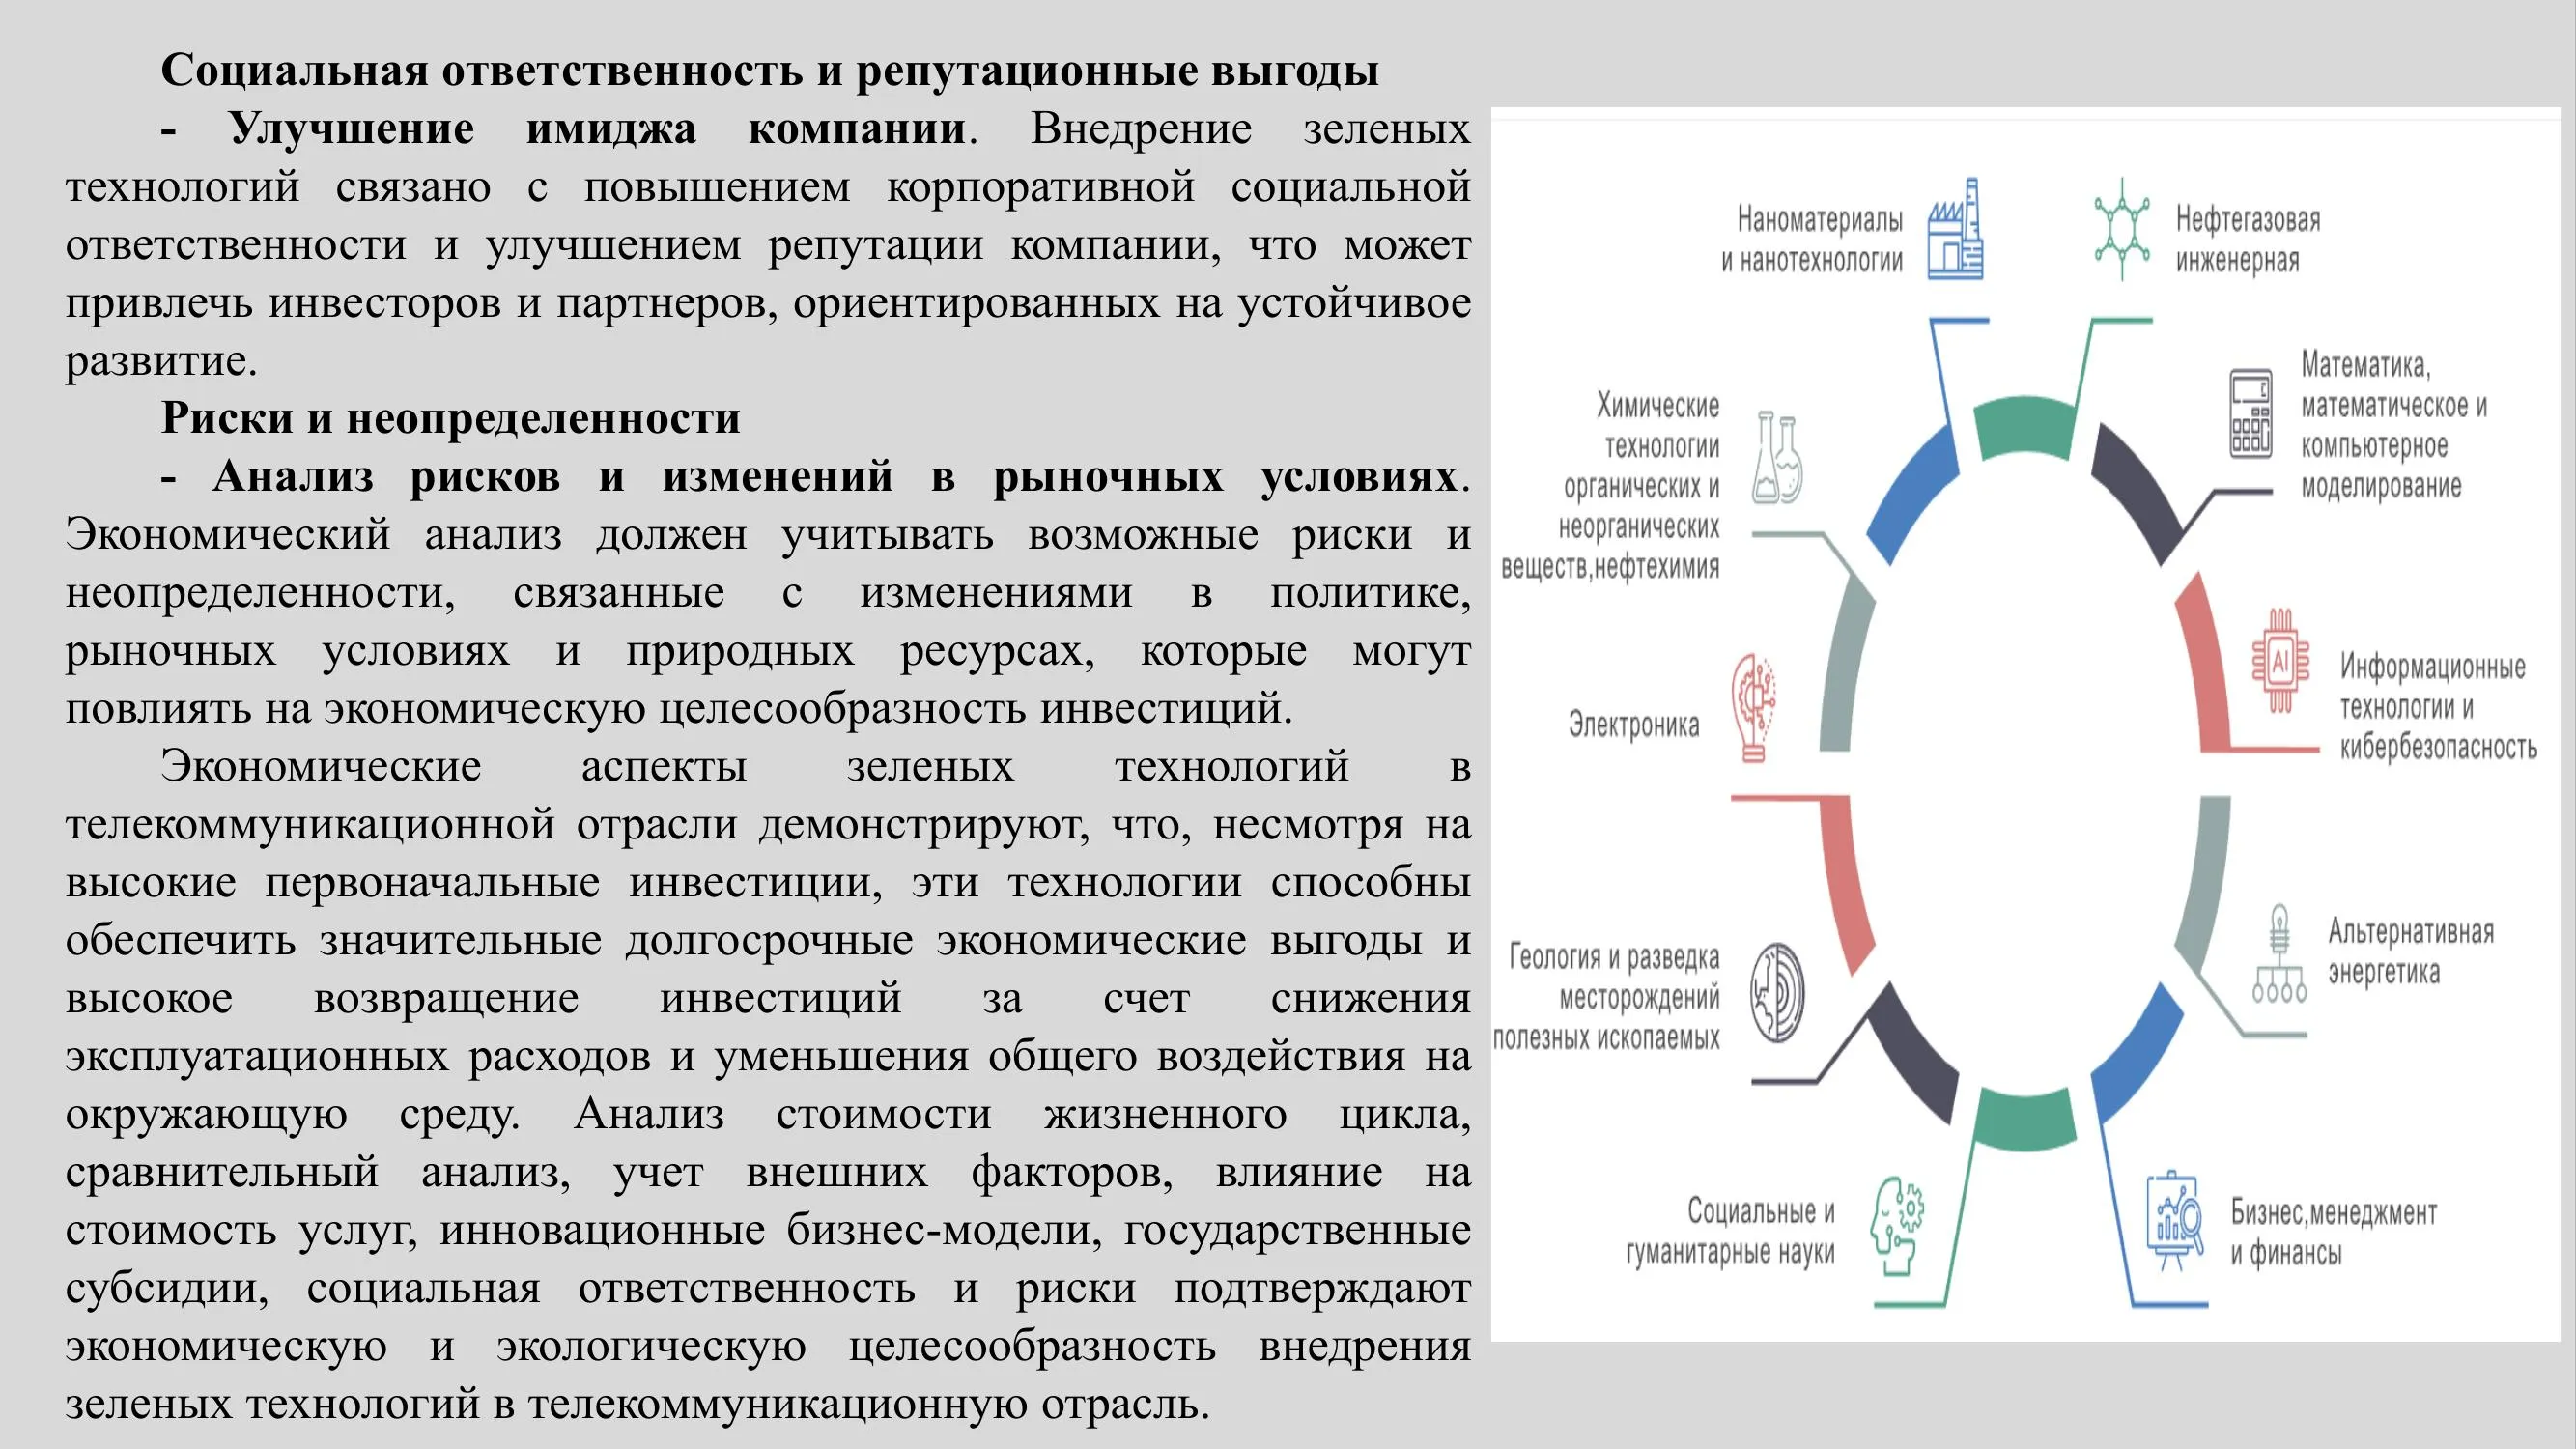 Социальная ответственность и репутационные выгоды
- Улучшение имиджа компании. Внедрение зеленых
технологий связано с повышением корпоративной социальной
ответственности и улучшением репутации компании, что может
привлечь инвесторов и партнеров, ориентированных на устойчивое
развитие.
Риски и неопределенности
- Анализ рисков и изменений в рыночных условиях.
Экономический анализ должен учитывать возможные риски и
неопределенности, связанные с изменениями в политике,
рыночных условиях и природных ресурсах, которые могут
повлиять на экономическую целесообразность инвестиций.
Экономические аспекты зеленых технологий в
телекоммуникационной отрасли демонстрируют, что, несмотря на
высокие первоначальные инвестиции, эти технологии способны
обеспечить значительные долгосрочные экономические выгоды и
высокое возвращение инвестиций за счет снижения
эксплуатационных расходов и уменьшения общего воздействия на
окружающую среду. Анализ стоимости жизненного цикла,
сравнительный анализ, учет внешних факторов, влияние на
стоимость услуг, инновационные бизнес-модели, государственные
субсидии, социальная ответственность и риски подтверждают
экономическую и экологическую целесообразность внедрения
зеленых технологий в телекоммуникационную отрасль.
Наноматериалы
и нанотехнологии
Нефтегазовая
инженерная
Математика,
математическое и
компьютерное
моделирование
Химические
технологии
органических и
неорганических
веществ,нефтехимия
AI
Информационные
технологии и
кибербезопасность
Электроника
Альтернативная
энергетика
Геология и разведка
месторождений
полезных ископаемых
Социальные и
гуманитарные науки
Бизнес,менеджмент
и финансы